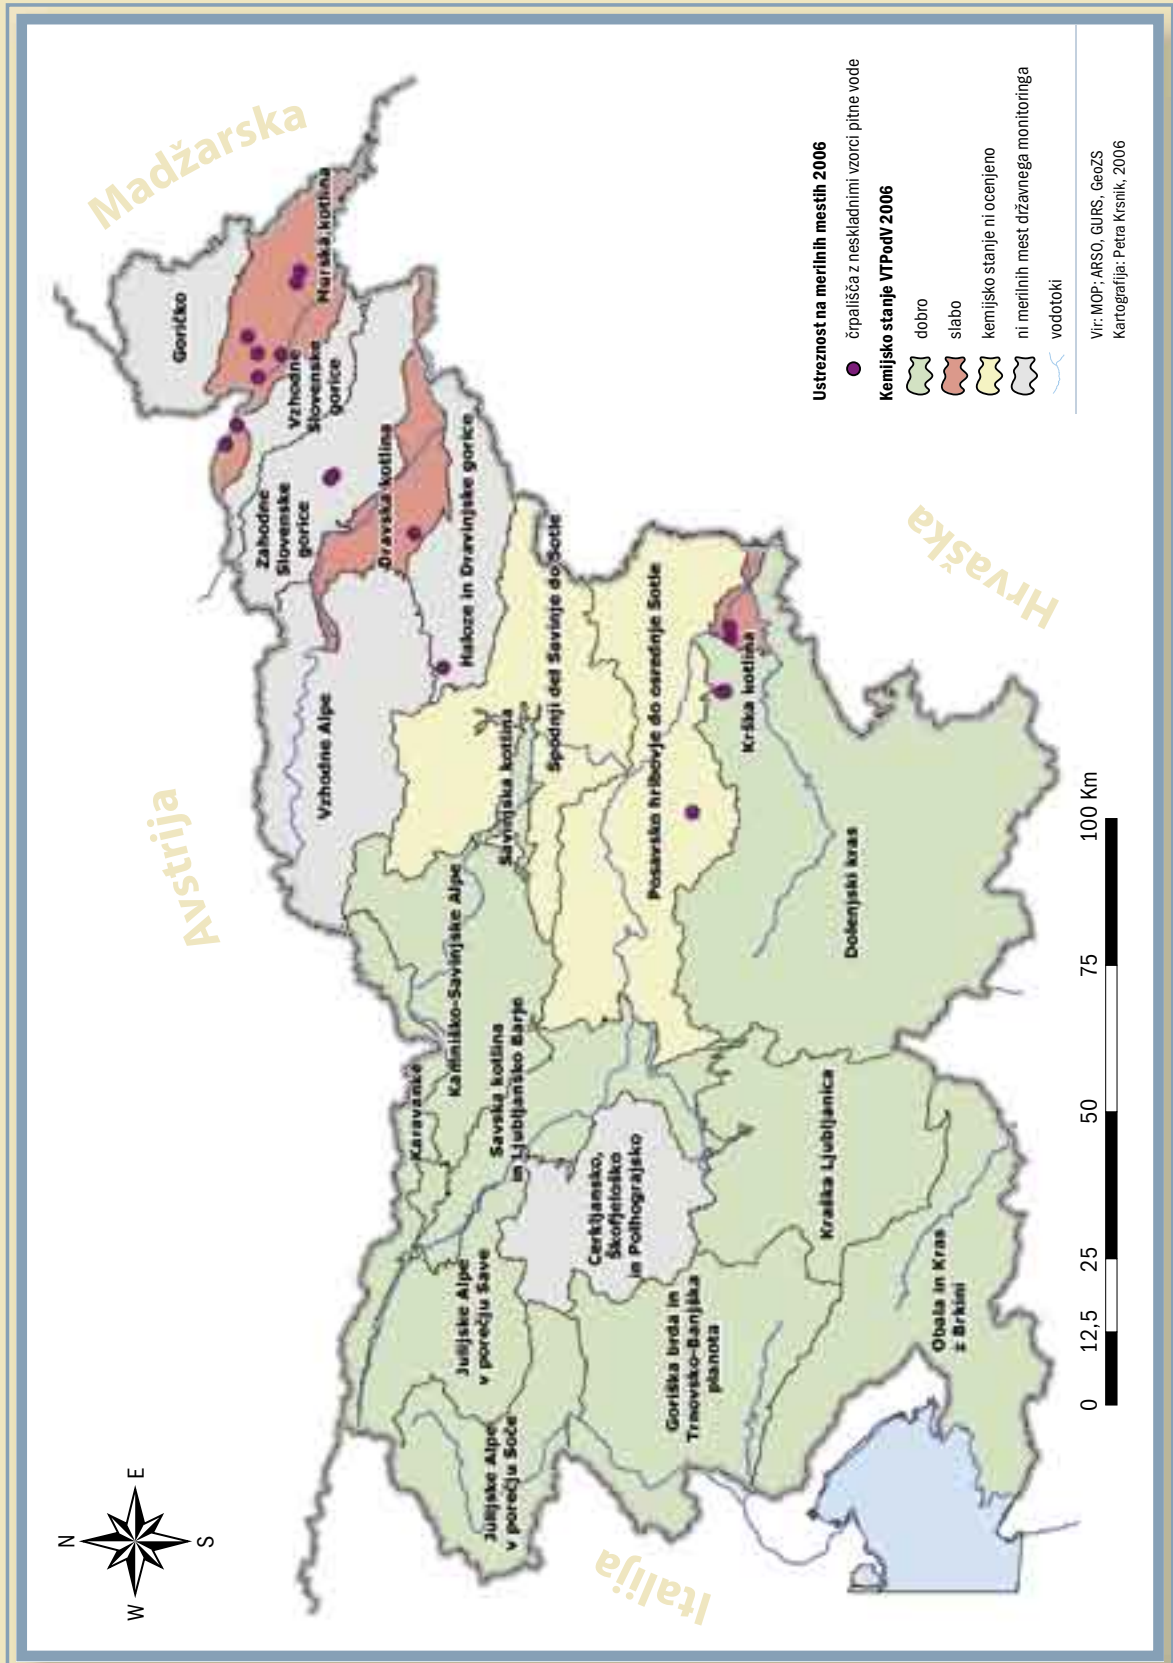 N
W
E
S
Avstrija
Madžarska
Italija
Hrvaška
Goričko
Murska kotlina
Vzhodne
Slovenske
gorice
Zahodne
Slovenske
gorice
Dravska kotlina
Haloze in Dravinjske gorice
Vzhodne Alpe
Spodnji del Savinje do Sotle
Savinjska kotlina
Posavsko hribovje do osrednje Sotle
Krška kotlina
Dolenjski kras
Kamniško-Savinjske Alpe
Karavanke
Savska kotlina
in Ljubljansko Barje
Cerkljansko,
Škofjeloško
in Polhograjsko
Kraška Ljubljanica
Julijske Alpe
v porečju Save
Julijske Alpe
v porečju Soče
Goriška brda in
Trnovsko-Banjška
planota
Obala in Kras
z Brkini
0
12,5
25
50
75
100 Km
Ustreznost na merilnih mestih 2006
črpališča z neskladnimi vzorci pitne vode
Kemijsko stanje VTPodV 2006
dobro
slabo
kemijsko stanje ni ocenjeno
ni merilnih mest državnega monitoringa
vodotoki
Vir: MOP; ARSO, GURS, GeoZS
Kartografija: Petra Krsnik, 2006